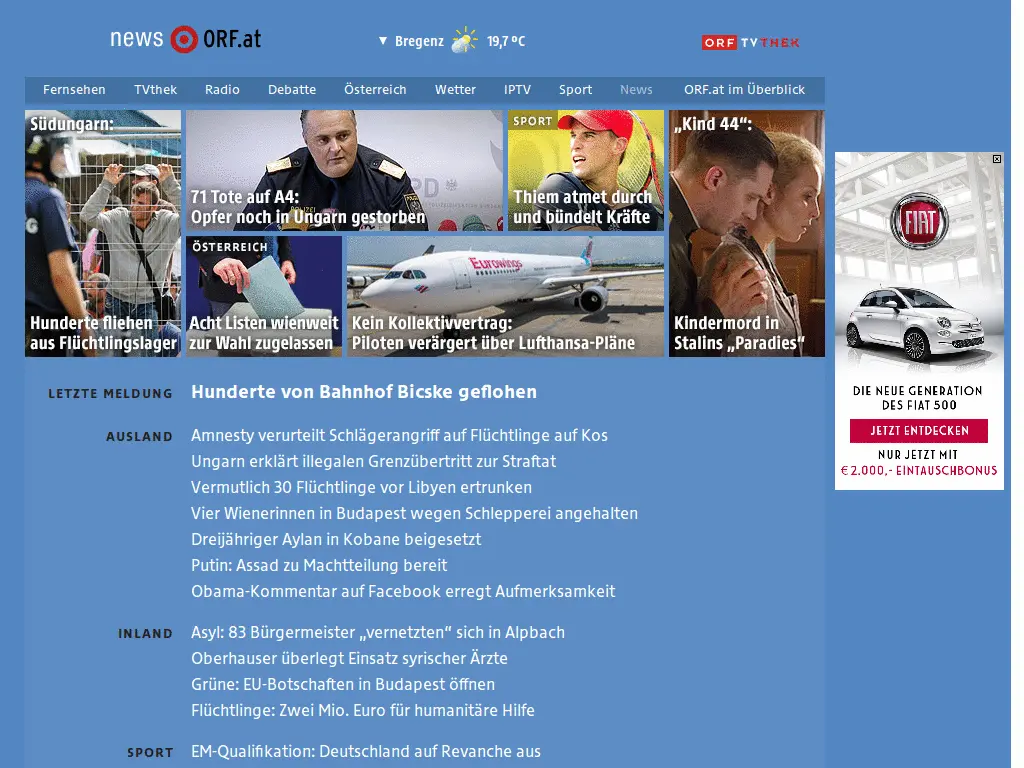 news ORF.at
▼ Bregenz 19,7 ºC
ORF TVTHEK
Fernsehen TVthek Radio Debatte Österreich Wetter IPTV Sport News ORF.at im Überblick
Südungarn:
Hunderte fliehen
aus Flüchtlingslager
71 Tote auf A4:
Opfer noch in Ungarn gestorben
SPORT
Thiem atmet durch
und bündelt Kräfte
„Kind 44“:
Kindermord in
Stalins „Paradies“
ÖSTERREICH
Acht Listen wienweit
zur Wahl zugelassen
Eurowings
Kein Kollektivvertrag:
Piloten verärgert über Lufthansa-Pläne
FIAT
DIE NEUE GENERATION
DES FIAT 500
JETZT ENTDECKEN
NUR JETZT MIT
€ 2.000,- EINTAUSCHBONUS
LETZTE MELDUNG Hunderte von Bahnhof Bicske geflohen
AUSLAND Amnesty verurteilt Schlägerangriff auf Flüchtlinge auf Kos
Ungarn erklärt illegalen Grenzübertritt zur Straftat
Vermutlich 30 Flüchtlinge vor Libyen ertrunken
Vier Wienerinnen in Budapest wegen Schlepperei angehalten
Dreijähriger Aylan in Kobane beigesetzt
Putin: Assad zu Machtteilung bereit
Obama-Kommentar auf Facebook erregt Aufmerksamkeit
INLAND Asyl: 83 Bürgermeister „vernetzten“ sich in Alpbach
Oberhauser überlegt Einsatz syrischer Ärzte
Grüne: EU-Botschaften in Budapest öffnen
Flüchtlinge: Zwei Mio. Euro für humanitäre Hilfe
SPORT EM-Qualifikation: Deutschland auf Revanche aus